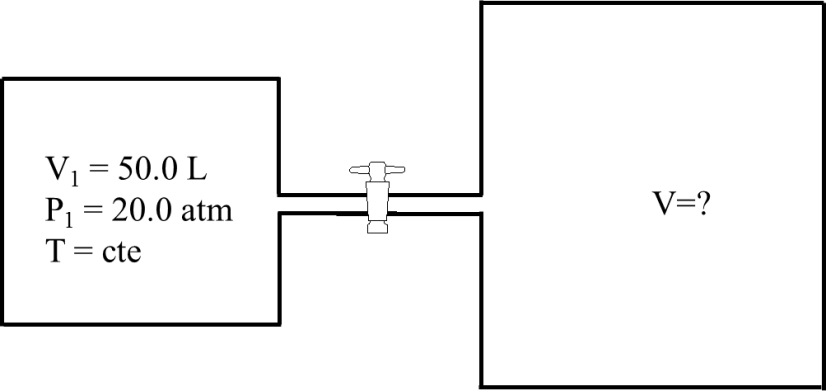 V₁ = 50.0 L
P₁ = 20.0 atm
T = cte
V=?